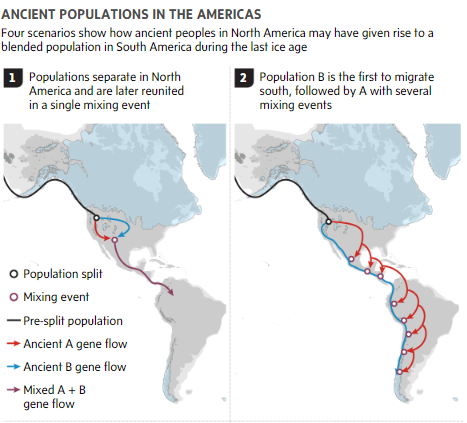 ANCIENT POPULATIONS IN THE AMERICAS
Four scenarios show how ancient peoples in North America may have given rise to a
blended population in South America during the last ice age
1 Populations separate in North
America and are later reunited
in a single mixing event
2 Population B is the first to migrate
south, followed by A with several
mixing events
Population split
Mixing event
Pre-split population
Ancient A gene flow
Ancient B gene flow
Mixed A + B
gene flow